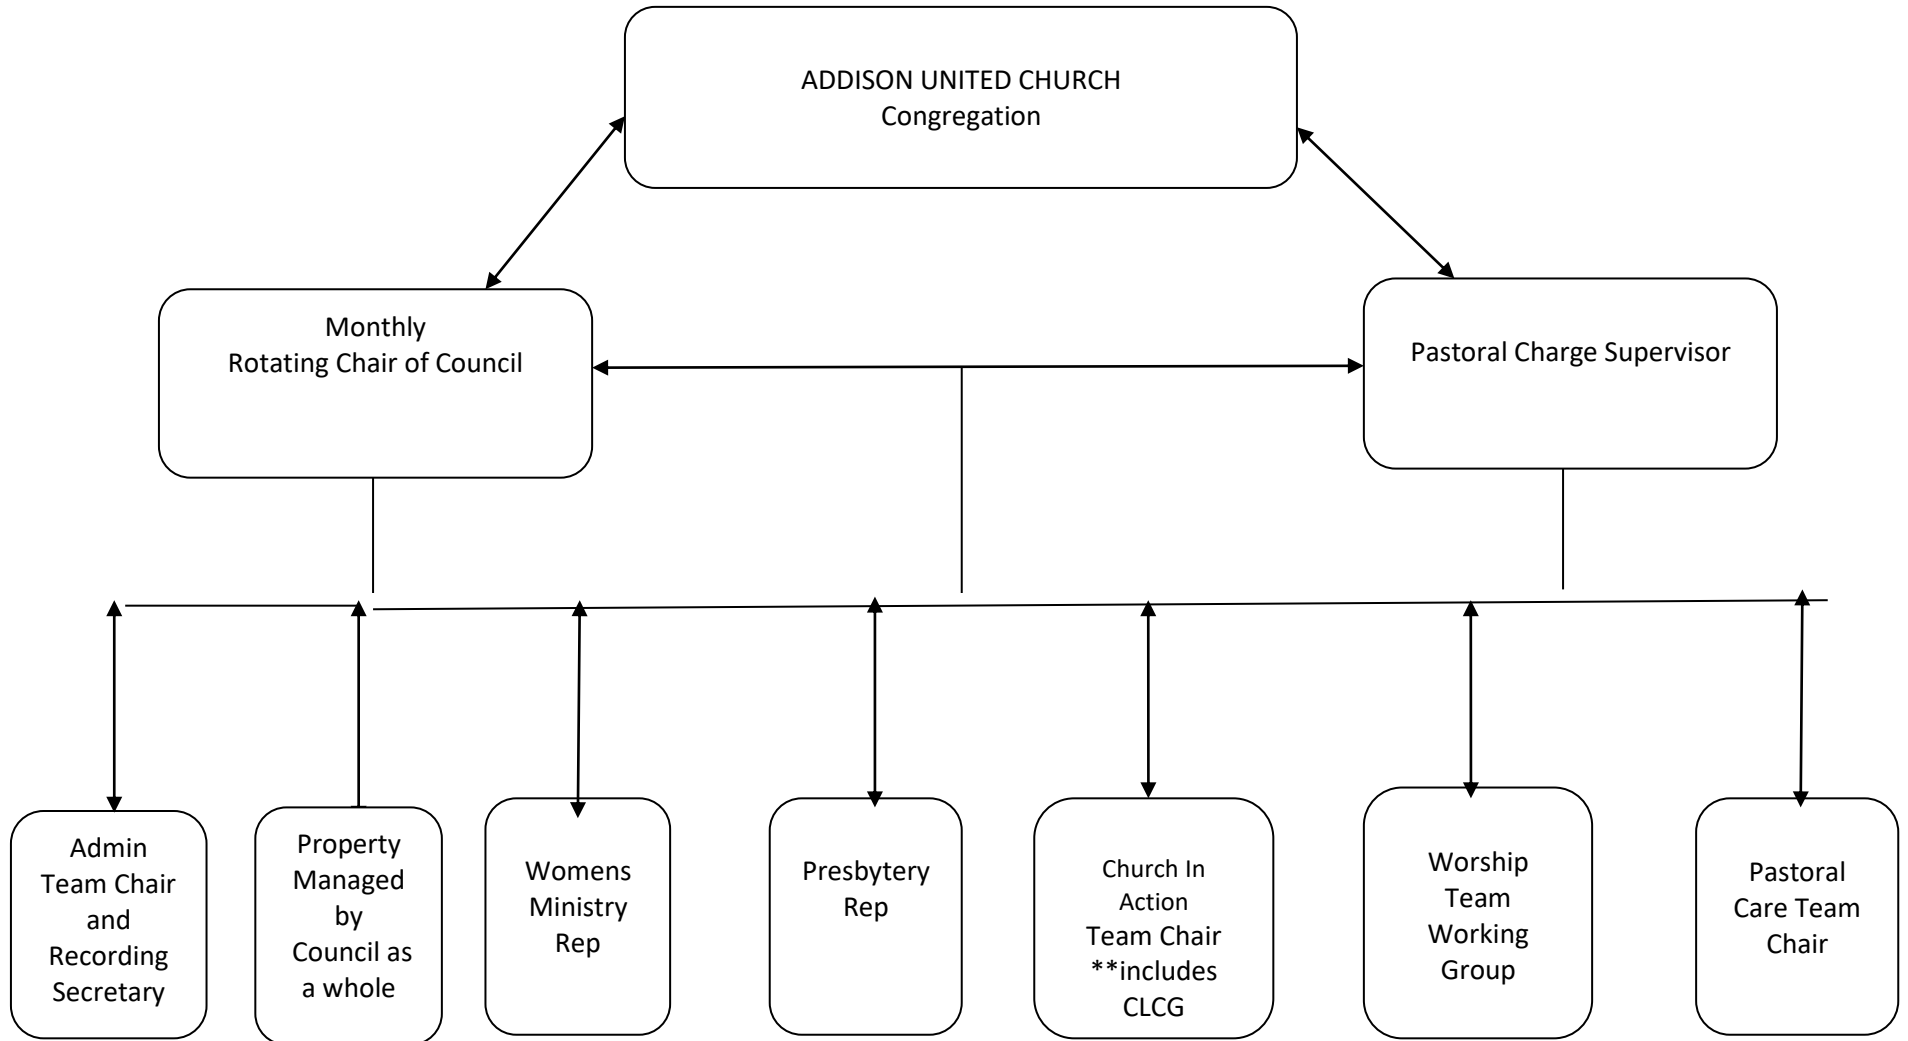 ADDISON UNITED CHURCH
Congregation
Monthly
Rotating Chair of Council
Pastoral Charge Supervisor
Admin
Team Chair
and
Recording
Secretary
Property
Managed
by
Council as
a whole
Womens
Ministry
Rep
Presbytery
Rep
Church In
Action
Team Chair
**includes
CLCG
Worship
Team
Working
Group
Pastoral
Care Team
Chair